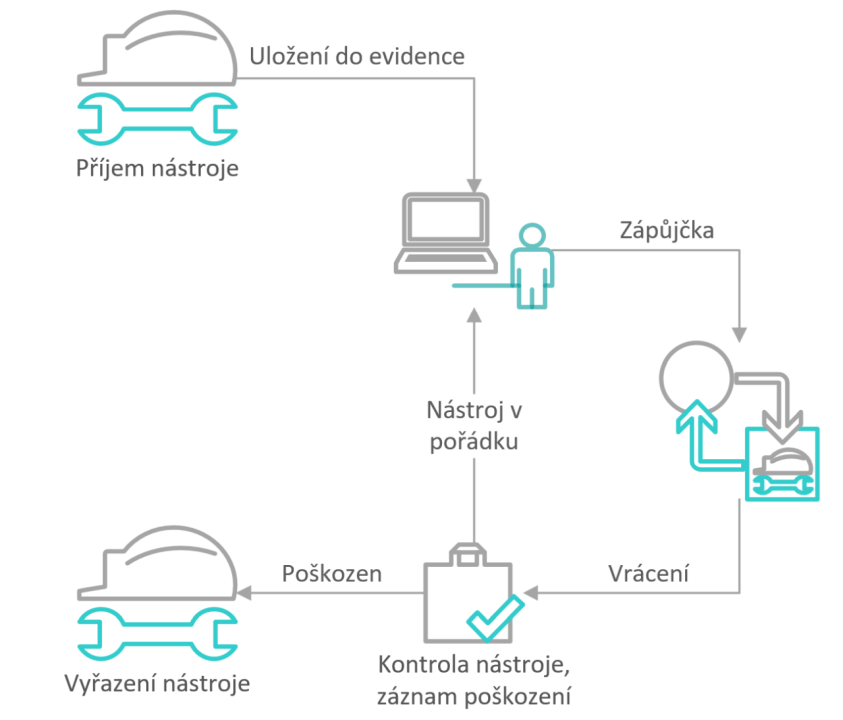 Uložení do evidence
Příjem nástroje
Zápůjčka
Nástroj v
pořádku
Poškozen
Vrácení
Vyřazení nástroje
Kontrola nástroje,
záznam poškození